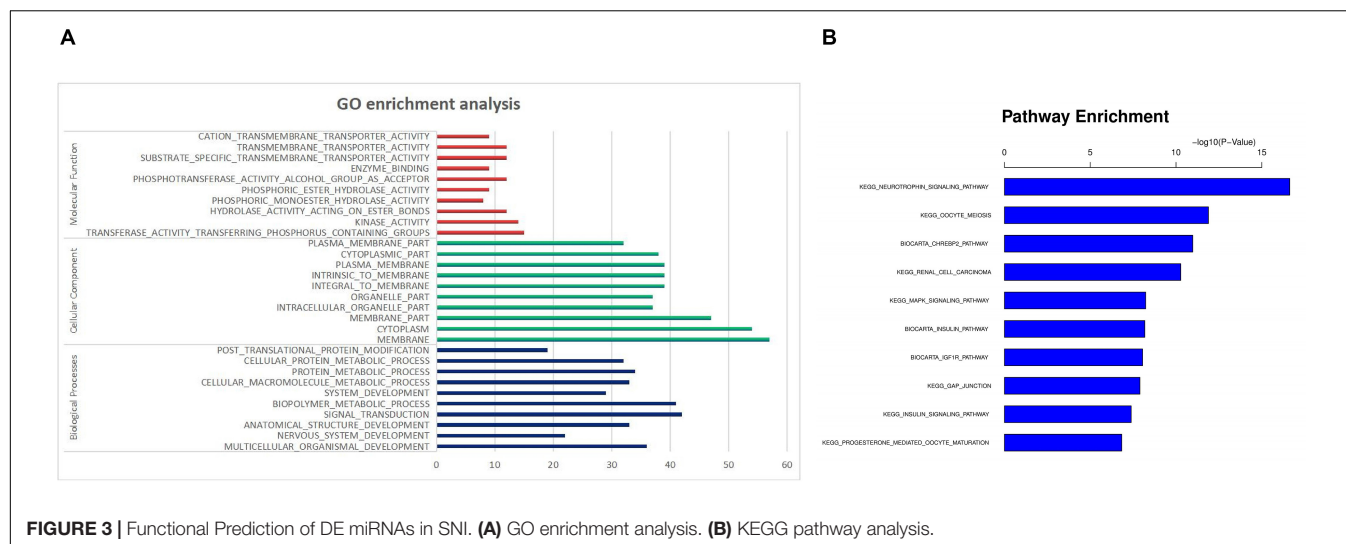 A
GO enrichment analysis
Molecular Function
CATION_TRANSMEMBRANE_TRANSPORTER_ACTIVITY
TRANSMEMBRANE_TRANSPORTER_ACTIVITY
SUBSTRATE_SPECIFIC_TRANSMEMBRANE_TRANSPORTER_ACTIVITY
ENZYME_BINDING
PHOSPHOTRANSFERASE_ACTIVITY_ALCOHOL_GROUP_AS_ACCEPTOR
PHOSPHORIC_ESTER_HYDROLASE_ACTIVITY
PHOSPHORIC_MONOESTER_HYDROLASE_ACTIVITY
HYDROLASE_ACTIVITY_ACTING_ON_ESTER_BONDS
KINASE_ACTIVITY
TRANSFERASE_ACTIVITY_TRANSFERRING_PHOSPHORUS_CONTAINING_GROUPS
Cellular Component
PLASMA_MEMBRANE_PART
CYTOPLASMIC_PART
PLASMA_MEMBRANE
INTRINSIC_TO_MEMBRANE
INTEGRAL_TO_MEMBRANE
ORGANELLE_PART
INTRACELLULAR_ORGANELLE_PART
MEMBRANE_PART
CYTOPLASM
MEMBRANE
Biological Processes
POST_TRANSLATIONAL_PROTEIN_MODIFICATION
CELLULAR_PROTEIN_METABOLIC_PROCESS
PROTEIN_METABOLIC_PROCESS
CELLULAR_MACROMOLECULE_METABOLIC_PROCESS
SYSTEM_DEVELOPMENT
BIOPOLYMER_METABOLIC_PROCESS
SIGNAL_TRANSDUCTION
ANATOMICAL_STRUCTURE_DEVELOPMENT
NERVOUS_SYSTEM_DEVELOPMENT
MULTICELLULAR_ORGANISMAL_DEVELOPMENT
0 10 20 30 40 50 60
B
Pathway Enrichment
−log10(P-Value)
0 5 10 15
KEGG_NEUROTROPHIN_SIGNALING_PATHWAY
KEGG_OOCYTE_MEIOSIS
BIOCARTA_CHREBP2_PATHWAY
KEGG_RENAL_CELL_CARCINOMA
KEGG_MAPK_SIGNALING_PATHWAY
BIOCARTA_INSULIN_PATHWAY
BIOCARTA_IGF1R_PATHWAY
KEGG_GAP_JUNCTION
KEGG_INSULIN_SIGNALING_PATHWAY
KEGG_PROGESTERONE_MEDIATED_OOCYTE_MATURATION
FIGURE 3 | Functional Prediction of DE miRNAs in SNI. (A) GO enrichment analysis. (B) KEGG pathway analysis.